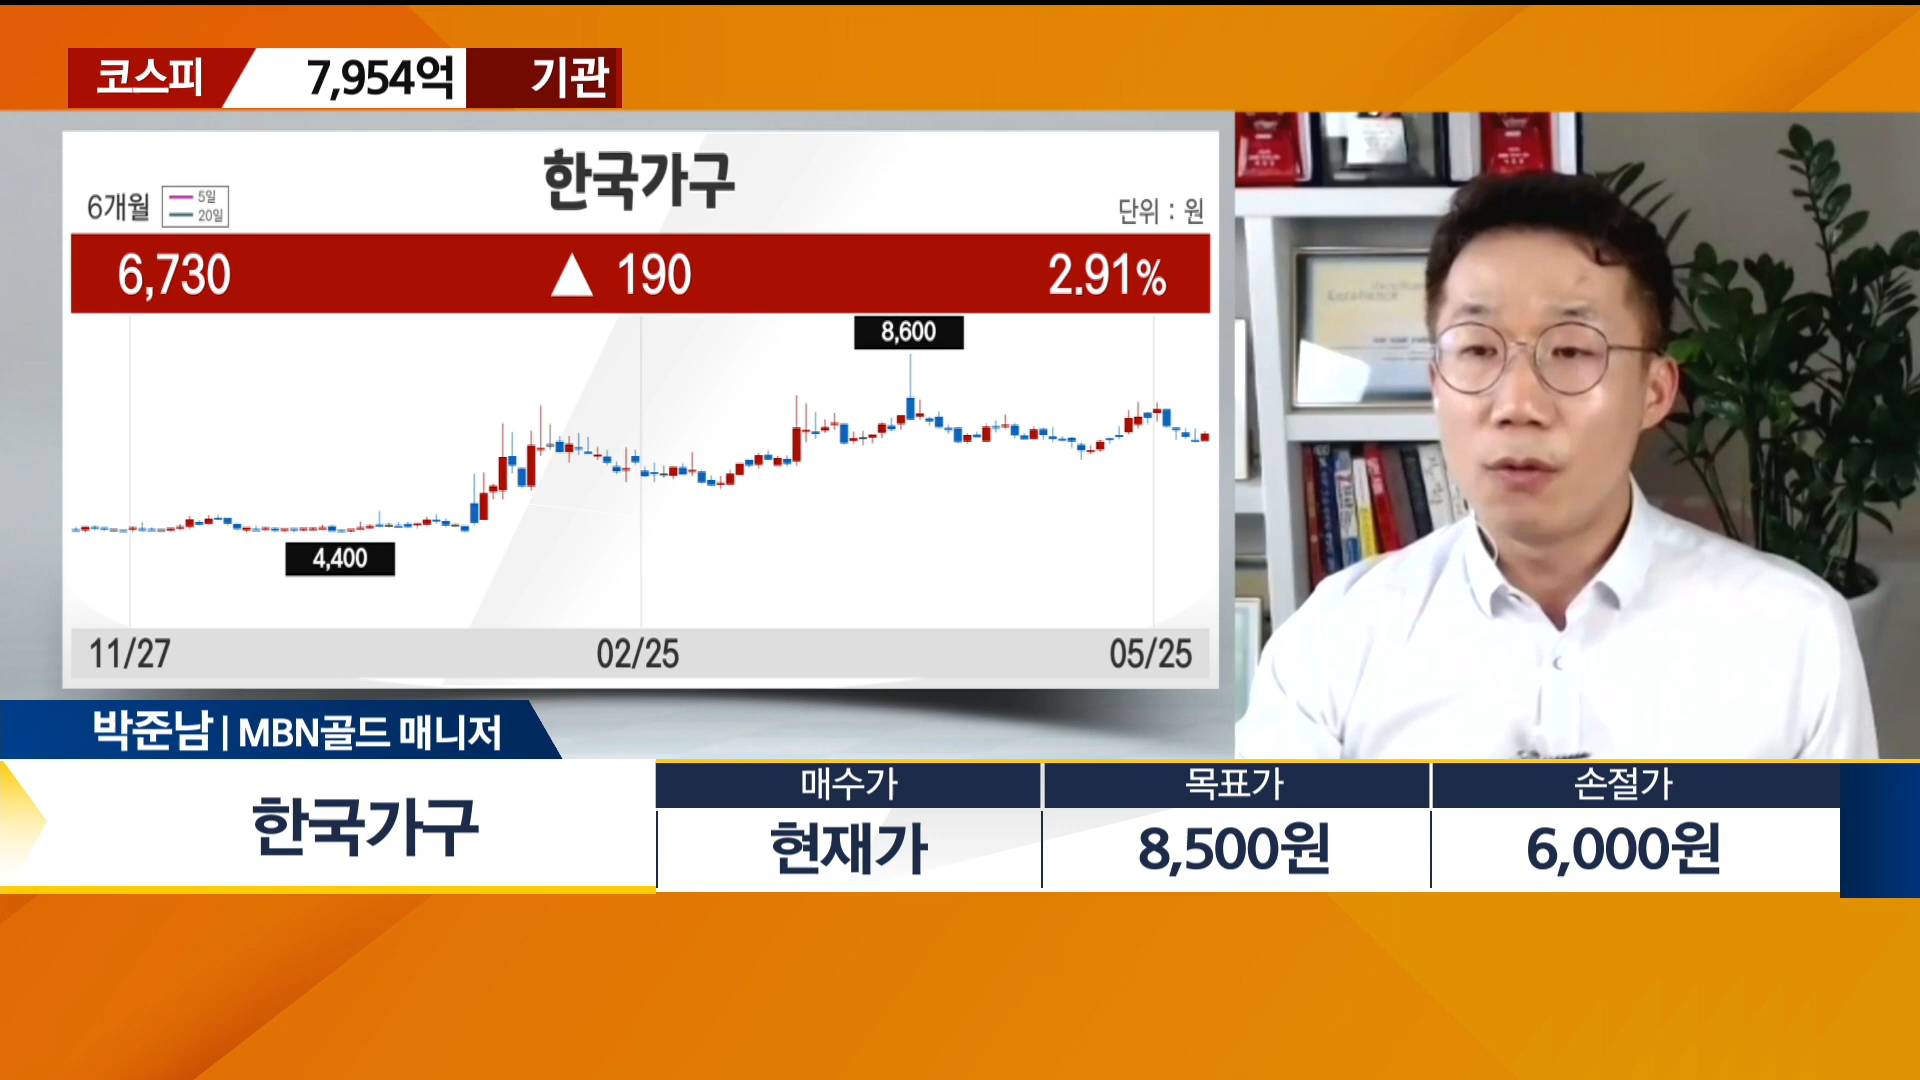 코스피 7,954억 기관
한국가구
6개월
5일
20일
단위 : 원
6,730 ▲ 190 2.91%
8,600
4,400
11/27 02/25 05/25
박준남 | MBN골드 매니저
한국가구
매수가 목표가 손절가
현재가 8,500원 6,000원